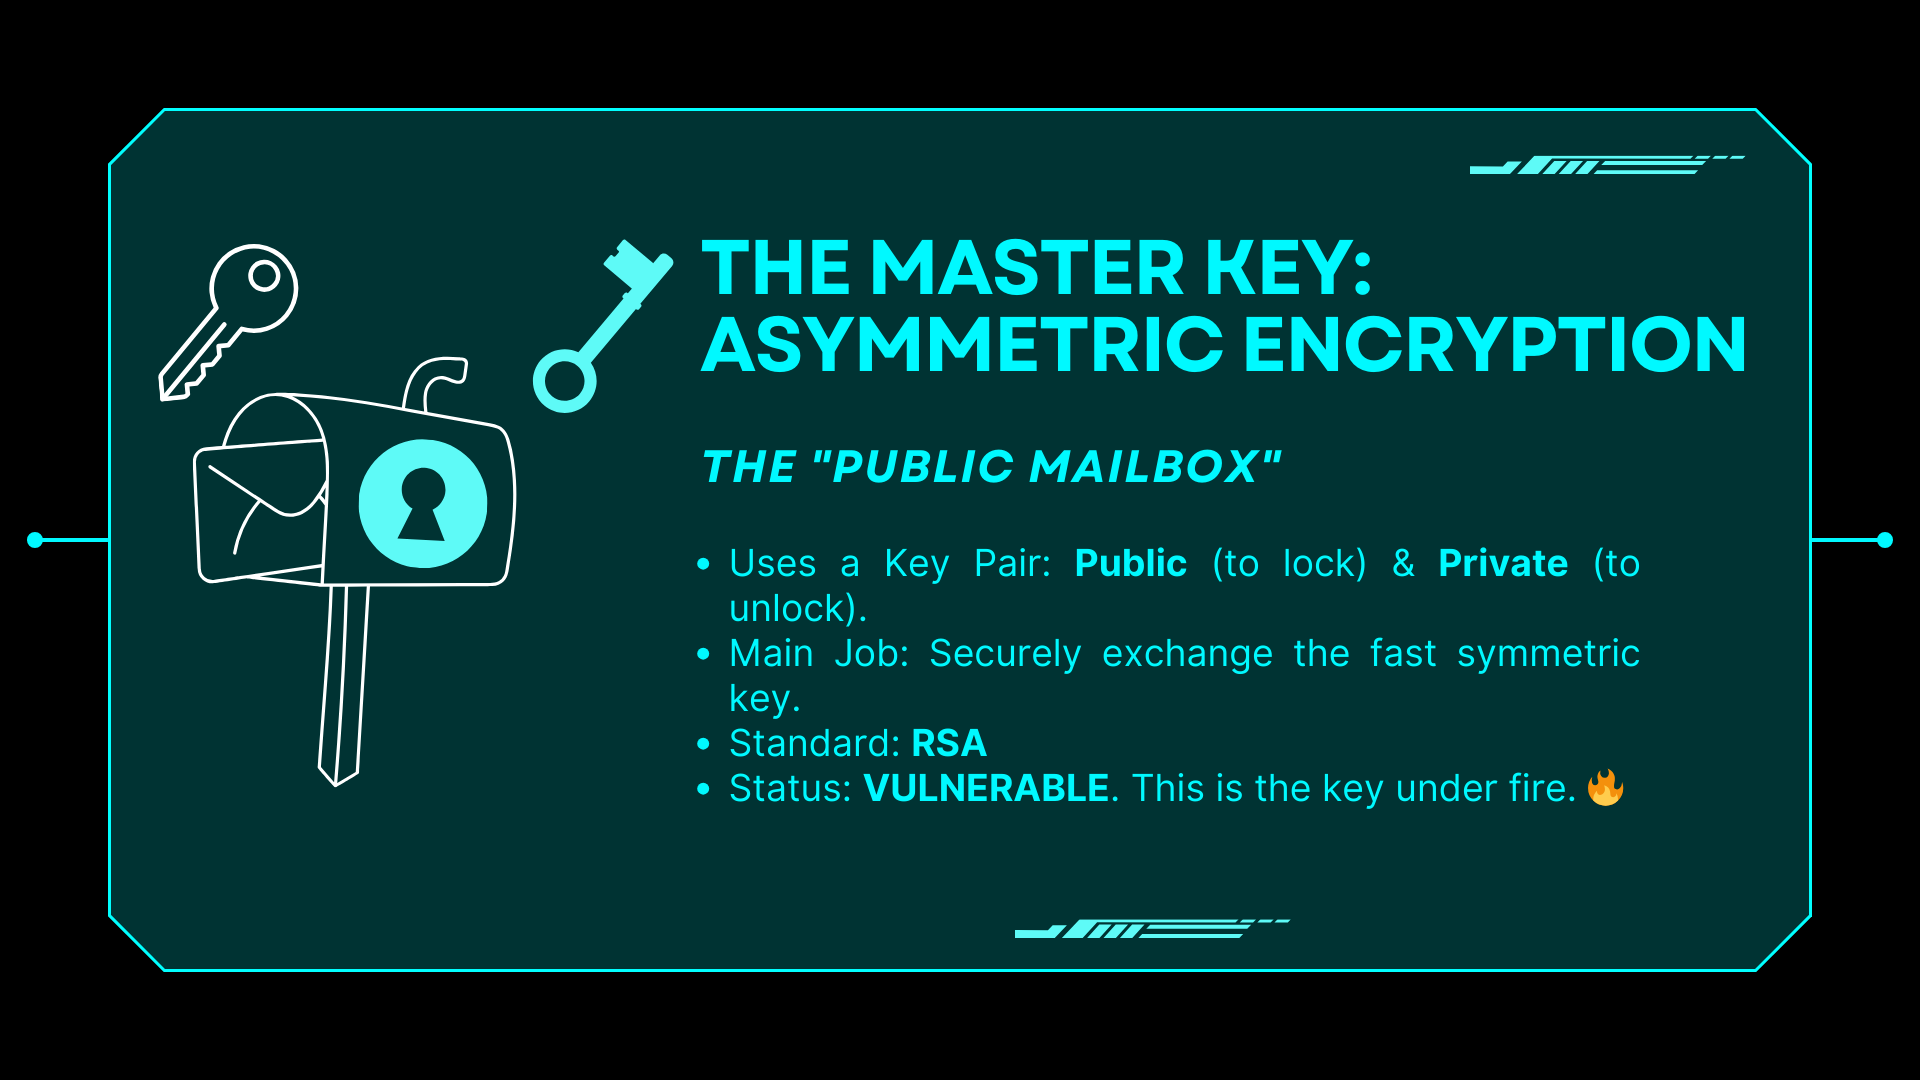 THE MASTER KEY:
ASYMMETRIC ENCRYPTION
THE "PUBLIC MAILBOX"
• Uses a Key Pair: Public (to lock) & Private (to
unlock).
• Main Job: Securely exchange the fast symmetric
key.
• Standard: RSA
• Status: VULNERABLE. This is the key under fire. 🔥